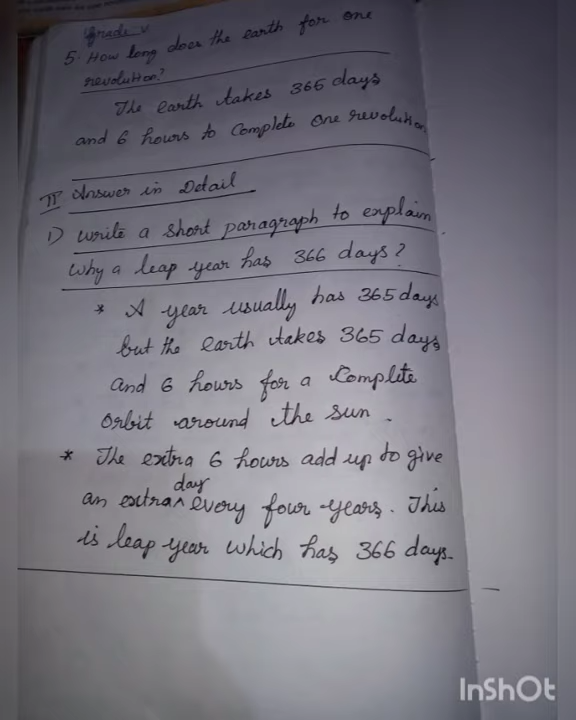 Grade V
5. How long does the earth for one
revolution?
The earth takes 365 days
and 6 hours to Complete one revolution
II Answer in Detail
1) Write a short paragraph to explain
why a leap year has 366 days?
* A year usually has 365 days
but the earth takes 365 days
and 6 hours for a Complete
Orbit around the sun.
* The extra 6 hours add up to give
day
an extra ^ every four years. This
is leap year which has 366 days.
InShOt